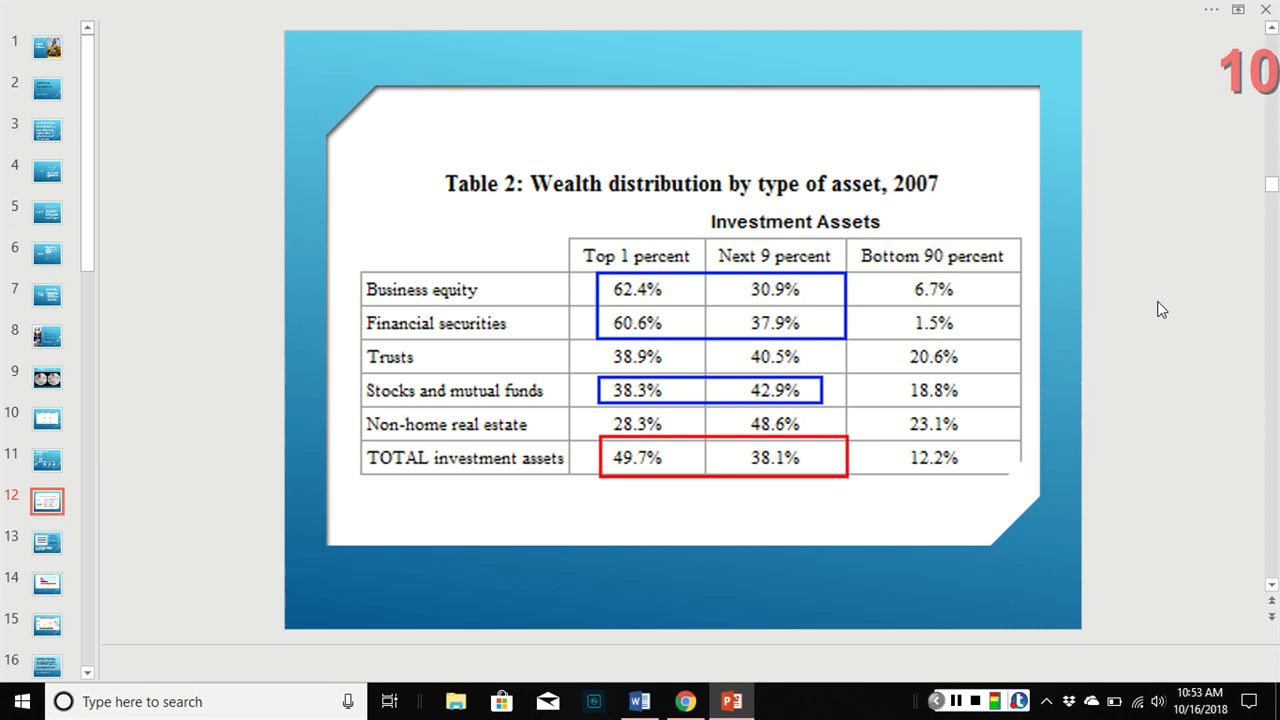 10
1
2
3
4
5
6
7
8
9
10
11
12
13
14
15
16
Table 2: Wealth distribution by type of asset, 2007
Investment Assets
Top 1 percent Next 9 percent Bottom 90 percent
Business equity 62.4% 30.9% 6.7%
Financial securities 60.6% 37.9% 1.5%
Trusts 38.9% 40.5% 20.6%
Stocks and mutual funds 38.3% 42.9% 18.8%
Non-home real estate 28.3% 48.6% 23.1%
TOTAL investment assets 49.7% 38.1% 12.2%
Type here to search
10:53 AM
10/16/2018